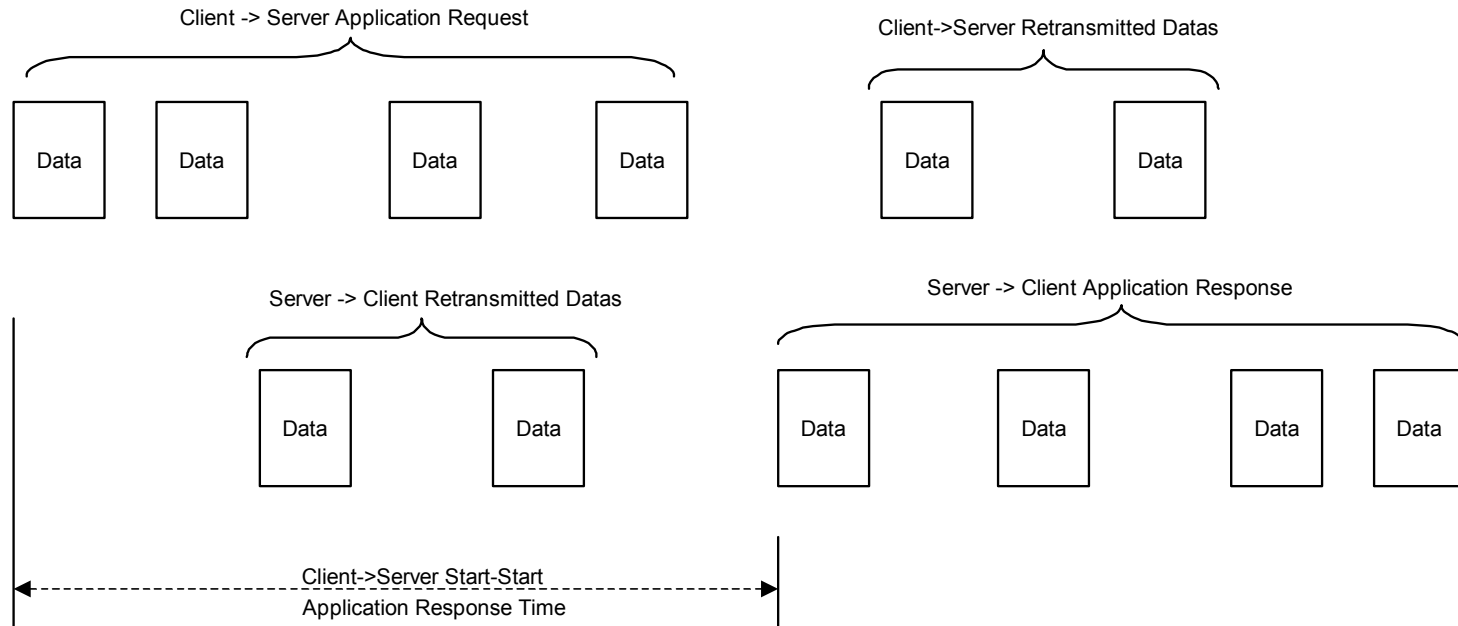 Client -> Server Application Request
Client->Server Retransmitted Datas
Data
Data
Data
Data
Data
Data
Server -> Client Retransmitted Datas
Server -> Client Application Response
Data
Data
Data
Data
Data
Data
Client->Server Start-Start
Application Response Time